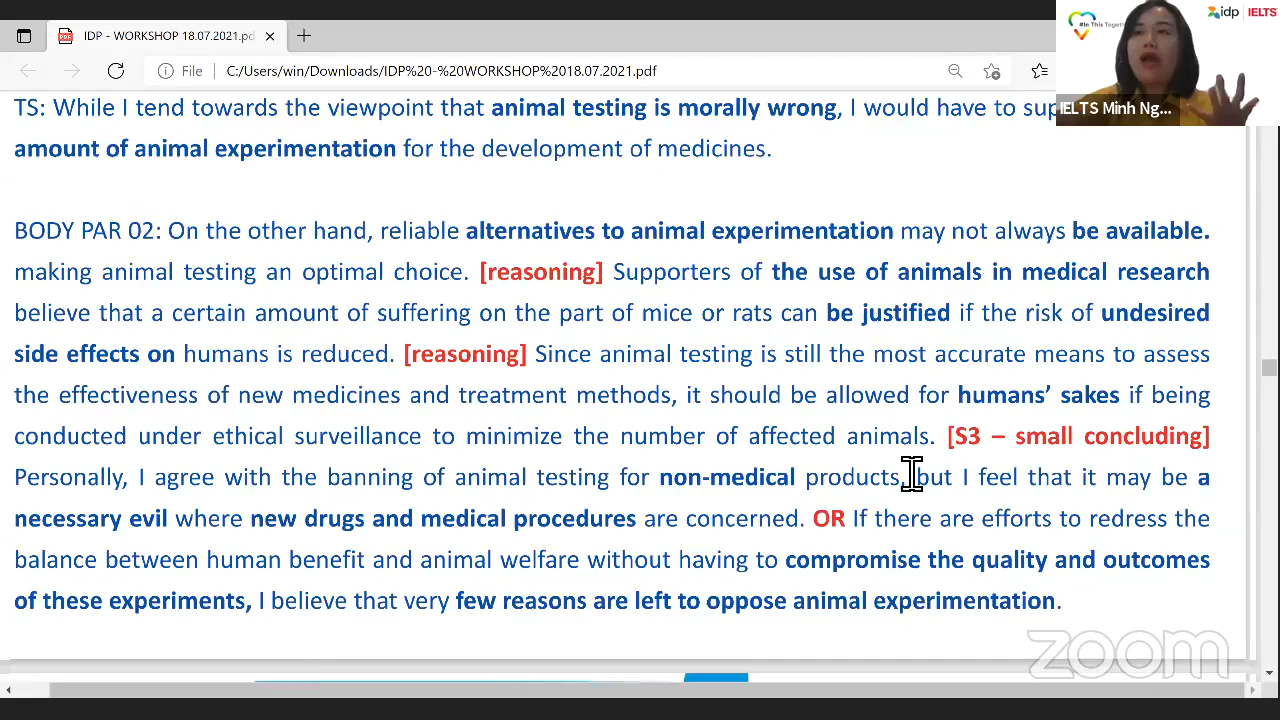 IDP - WORKSHOP 18.07.2021.pd
File C:/Users/win/Downloads/IDP%20-%20WORKSHOP%2018.07.2021.pdf
#In This Together
idp IELTS
IELTS Minh Ng...
TS: While I tend towards the viewpoint that animal testing is morally wrong, I would have to sup
amount of animal experimentation for the development of medicines.
BODY PAR 02: On the other hand, reliable alternatives to animal experimentation may not always be available.
making animal testing an optimal choice. [reasoning] Supporters of the use of animals in medical research
believe that a certain amount of suffering on the part of mice or rats can be justified if the risk of undesired
side effects on humans is reduced. [reasoning] Since animal testing is still the most accurate means to assess
the effectiveness of new medicines and treatment methods, it should be allowed for humans’ sakes if being
conducted under ethical surveillance to minimize the number of affected animals. [S3 – small concluding]
Personally, I agree with the banning of animal testing for non-medical products, but I feel that it may be a
necessary evil where new drugs and medical procedures are concerned. OR If there are efforts to redress the
balance between human benefit and animal welfare without having to compromise the quality and outcomes
of these experiments, I believe that very few reasons are left to oppose animal experimentation.
zoom